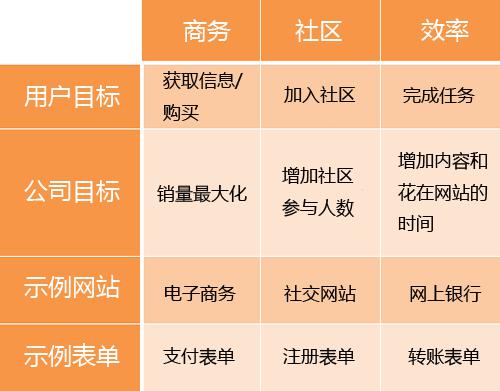 商务 社区 效率
用户目标 获取信息/
购买 加入社区 完成任务
公司目标 销量最大化 增加社区
参与人数 增加内容和
花在网站的
时间
示例网站 电子商务 社交网站 网上银行
示例表单 支付表单 注册表单 转账表单